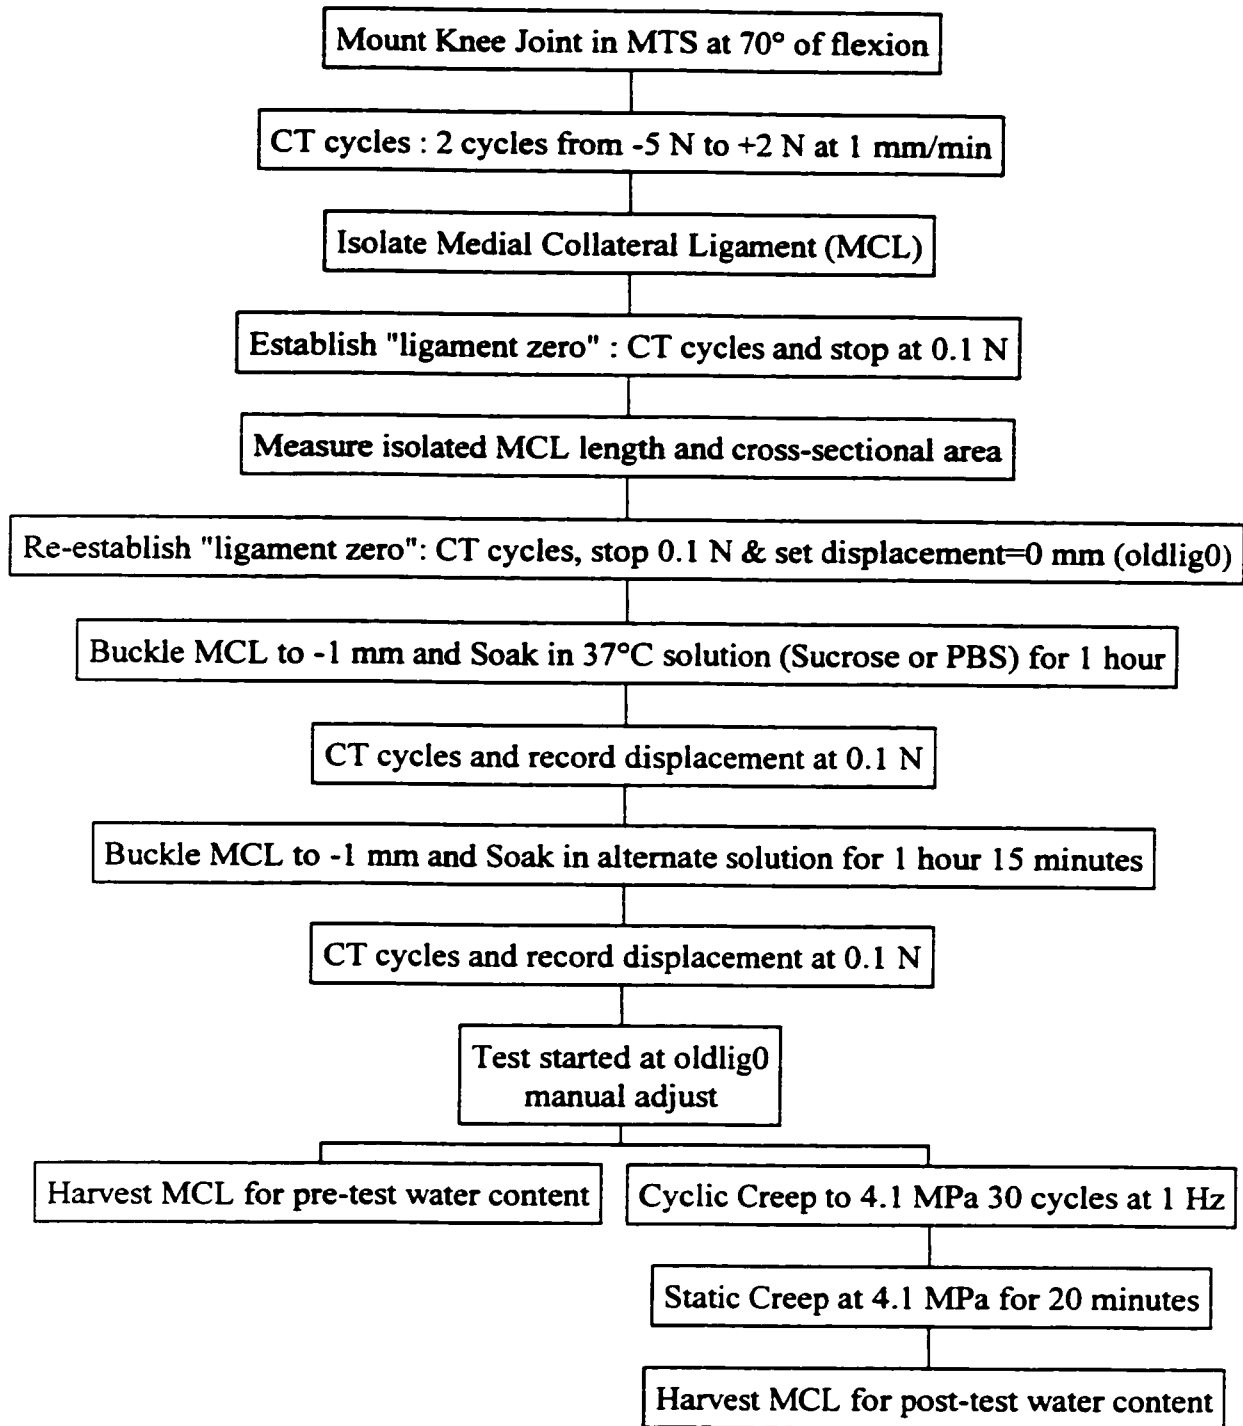 Mount Knee Joint in MTS at 70° of flexion
CT cycles : 2 cycles from -5 N to +2 N at 1 mm/min
Isolate Medial Collateral Ligament (MCL)
Establish "ligament zero" : CT cycles and stop at 0.1 N
Measure isolated MCL length and cross-sectional area
Re-establish "ligament zero": CT cycles, stop 0.1 N & set displacement=0 mm (oldlig0)
Buckle MCL to -1 mm and Soak in 37°C solution (Sucrose or PBS) for 1 hour
CT cycles and record displacement at 0.1 N
Buckle MCL to -1 mm and Soak in alternate solution for 1 hour 15 minutes
CT cycles and record displacement at 0.1 N
Test started at oldlig0
manual adjust
Harvest MCL for pre-test water content
Cyclic Creep to 4.1 MPa 30 cycles at 1 Hz
Static Creep at 4.1 MPa for 20 minutes
Harvest MCL for post-test water content